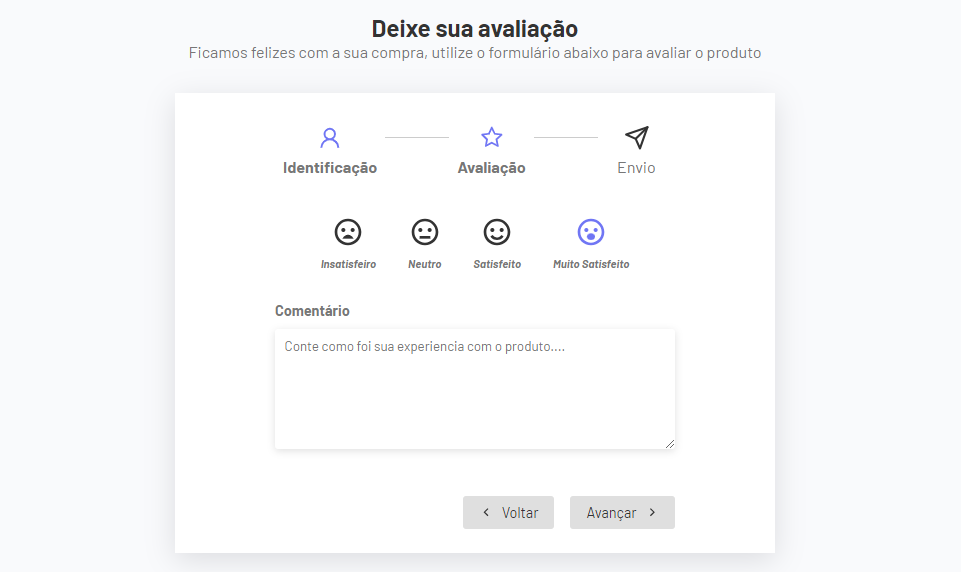 Deixe sua avaliação
Ficamos felizes com a sua compra, utilize o formulário abaixo para avaliar o produto
Identificação
Avaliação
Envio
Insatisfeiro
Neutro
Satisfeito
Muito Satisfeito
Comentário
Conte como foi sua experiencia com o produto....
Voltar
Avançar